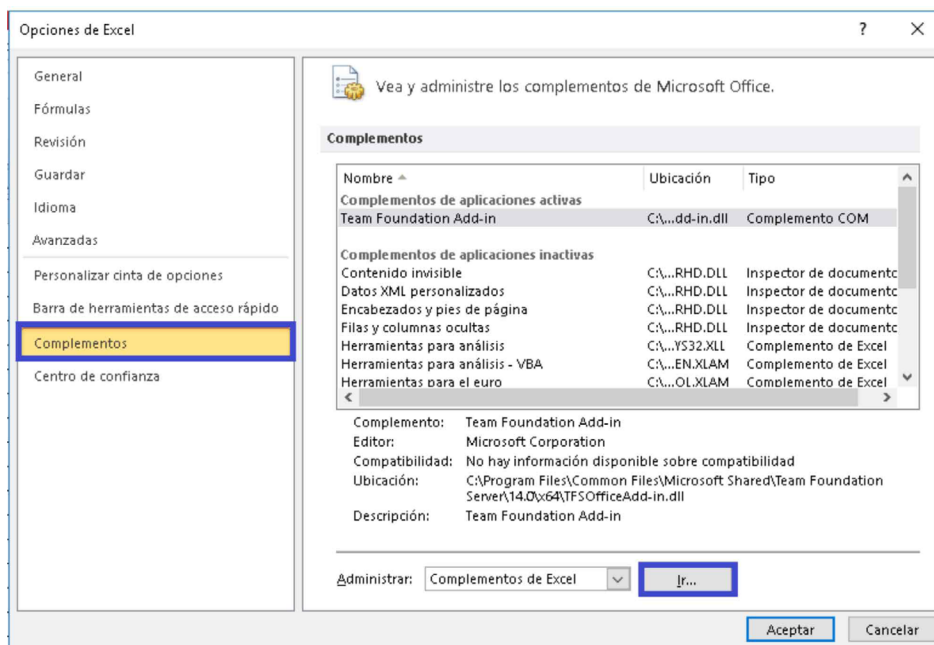 Opciones de Excel
?
General
Fórmulas
Revisión
Guardar
Idioma
Avanzadas
Personalizar cinta de opciones
Barra de herramientas de acceso rápido
Complementos
Centro de confianza
Vea y administre los complementos de Microsoft Office.
Complementos
Nombre Ubicación Tipo
Complementos de aplicaciones activas
Team Foundation Add-in C:\...dd-in.dll Complemento COM
Complementos de aplicaciones inactivas
Contenido invisible C:\...RHD.DLL Inspector de documentc
Datos XML personalizados C:\...RHD.DLL Inspector de documentc
Encabezados y pies de página C:\...RHD.DLL Inspector de documentc
Filas y columnas ocultas C:\...RHD.DLL Inspector de documentc
Herramientas para análisis C:\...YS32.XLL Complemento de Excel
Herramientas para análisis - VBA C:\...EN.XLAM Complemento de Excel
Herramientas para el euro C:\...OL.XLAM Complemento de Excel
Complemento: Team Foundation Add-in
Editor: Microsoft Corporation
Compatibilidad: No hay información disponible sobre compatibilidad
Ubicación: C:\Program Files\Common Files\Microsoft Shared\Team Foundation
Server\14.0\x64\TFSOfficeAdd-in.dll
Descripción: Team Foundation Add-in
Administrar: Complementos de Excel Ir...
Aceptar Cancelar